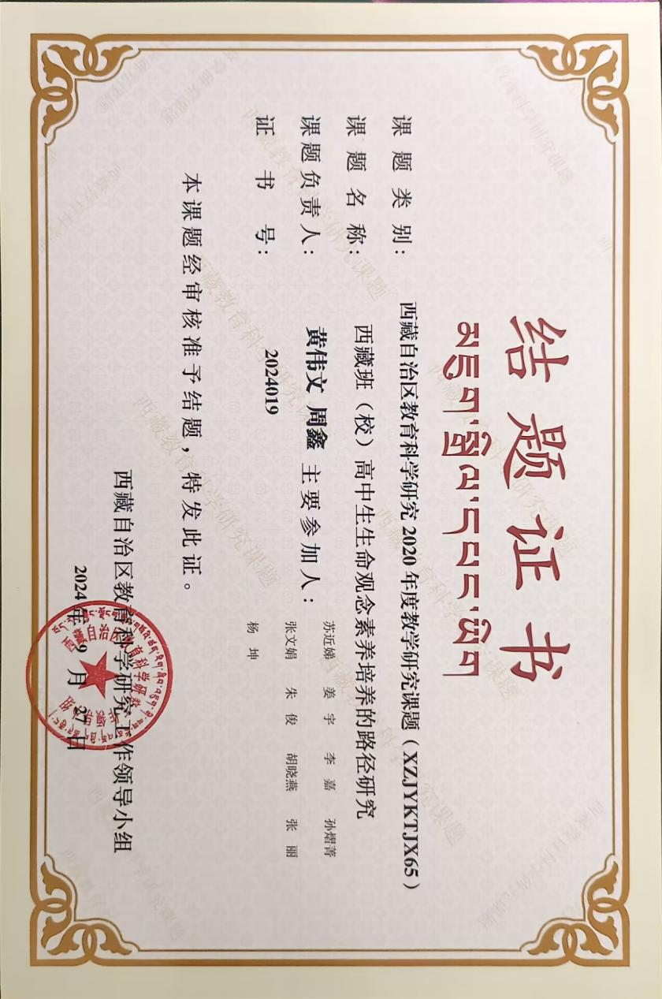 结题证书
མཇུག་སྒྲིལ་དཔང་ཡིག
课题类别： 西藏自治区教育科学研究2020年度教学研究课题（XZJYKTJX65）
课题名称： 西藏班（校）高中生生命观念素养培养的路径研究
课题负责人： 黄伟文 周鑫 主要参加人： 苏近娣 姜宇 李嘉 孙熠菁
张文娟 朱俊 胡晓燕 张丽
杨坤
证书号： 2024019
本课题经审核准予结题，特发此证。
西藏自治区教育科学研究工作领导小组
2024年9月27日